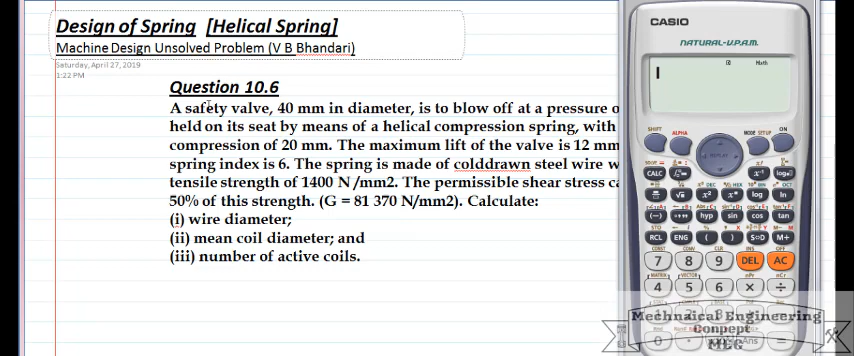 Design of Spring [Helical Spring]
Machine Design Unsolved Problem (V B Bhandari)
Saturday, April 27, 2019
1:22 PM
Question 10.6
A safety valve, 40 mm in diameter, is to blow off at a pressure o
held on its seat by means of a helical compression spring, with
compression of 20 mm. The maximum lift of the valve is 12 mm
spring index is 6. The spring is made of colddrawn steel wire w
tensile strength of 1400 N /mm2. The permissible shear stress ca
50% of this strength. (G = 81 370 N/mm2). Calculate:
(i) wire diameter;
(ii) mean coil diameter; and
(iii) number of active coils.
CASIO
NATURAL-V.P.A.M.
Math
SHIFT ALPHA MODE SETUP ON
REPLAY
CALC
log ln
hyp sin cos tan
RCL ENG ( ) S⇔D M+
7 8 9 DEL AC
4 5 6 × ÷
Mechnaical Engineering
Conpept